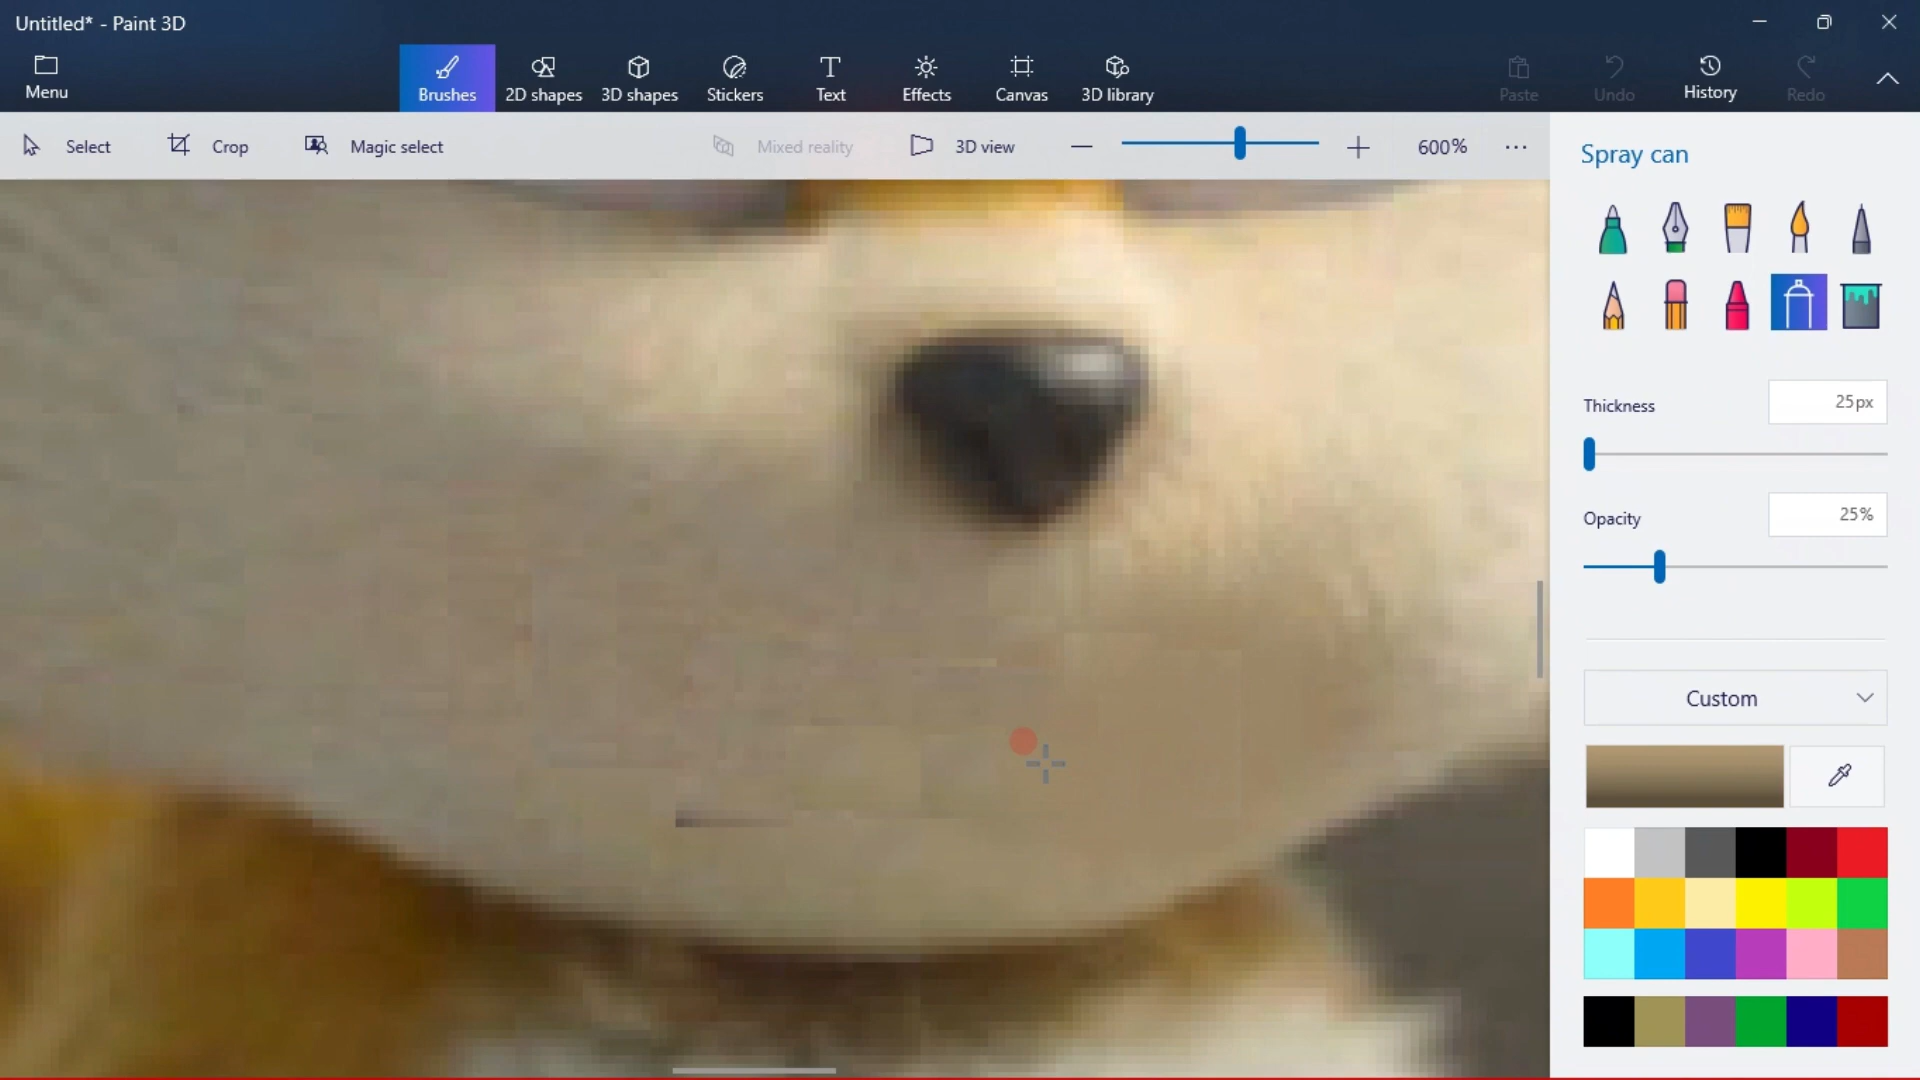 Untitled* - Paint 3D
Menu
Brushes
2D shapes
3D shapes
Stickers
Text
Effects
Canvas
3D library
Paste
Undo
History
Redo
Select
Crop
Magic select
Mixed reality
3D view
600%
Spray can
Thickness
25px
Opacity
25%
Custom